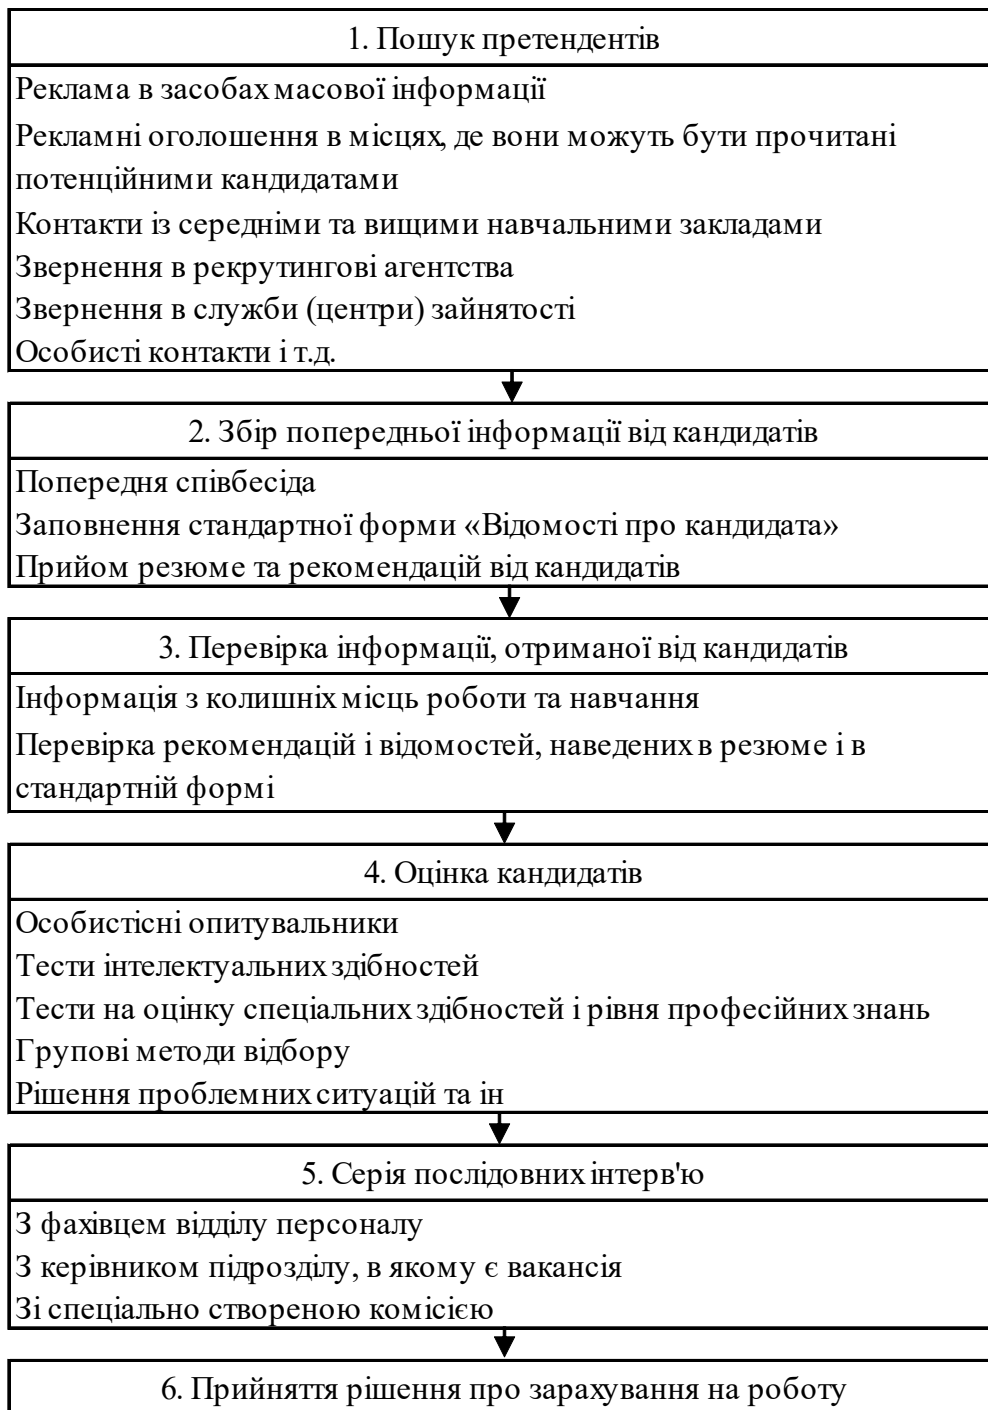 1. Пошук претендентів
Реклама в засобах масової інформації
Рекламні оголошення в місцях, де вони можуть бути прочитані
потенційними кандидатами
Контакти із середніми та вищими навчальними закладами
Звернення в рекрутингові агентства
Звернення в служби (центри) зайнятості
Особисті контакти і т.д.
2. Збір попередньої інформації від кандидатів
Попередня співбесіда
Заповнення стандартної форми «Відомості про кандидата»
Прийом резюме та рекомендацій від кандидатів
3. Перевірка інформації, отриманої від кандидатів
Інформація з колишніх місць роботи та навчання
Перевірка рекомендацій і відомостей, наведених в резюме і в
стандартній формі
4. Оцінка кандидатів
Особистісні опитувальники
Тести інтелектуальних здібностей
Тести на оцінку спеціальних здібностей і рівня професійних знань
Групові методи відбору
Рішення проблемних ситуацій та ін
5. Серія послідовних інтерв'ю
З фахівцем відділу персоналу
З керівником підрозділу, в якому є вакансія
Зі спеціально створеною комісією
6. Прийняття рішення про зарахування на роботу